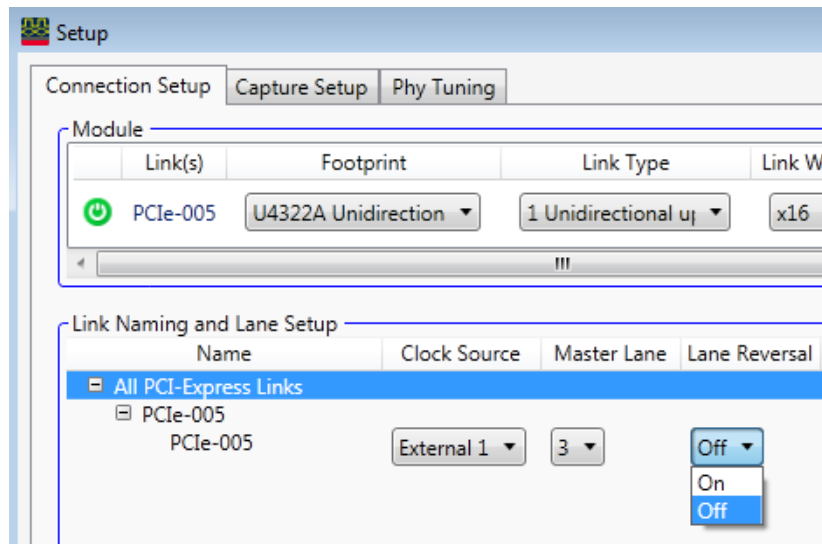 Setup
Connection Setup Capture Setup Phy Tuning
Module
Link(s) Footprint Link Type Link W
PCIe-005 U4322A Unidirection 1 Unidirectional up x16
Link Naming and Lane Setup
Name Clock Source Master Lane Lane Reversal
All PCI-Express Links
PCIe-005
PCIe-005 External 1 3 Off
On
Off